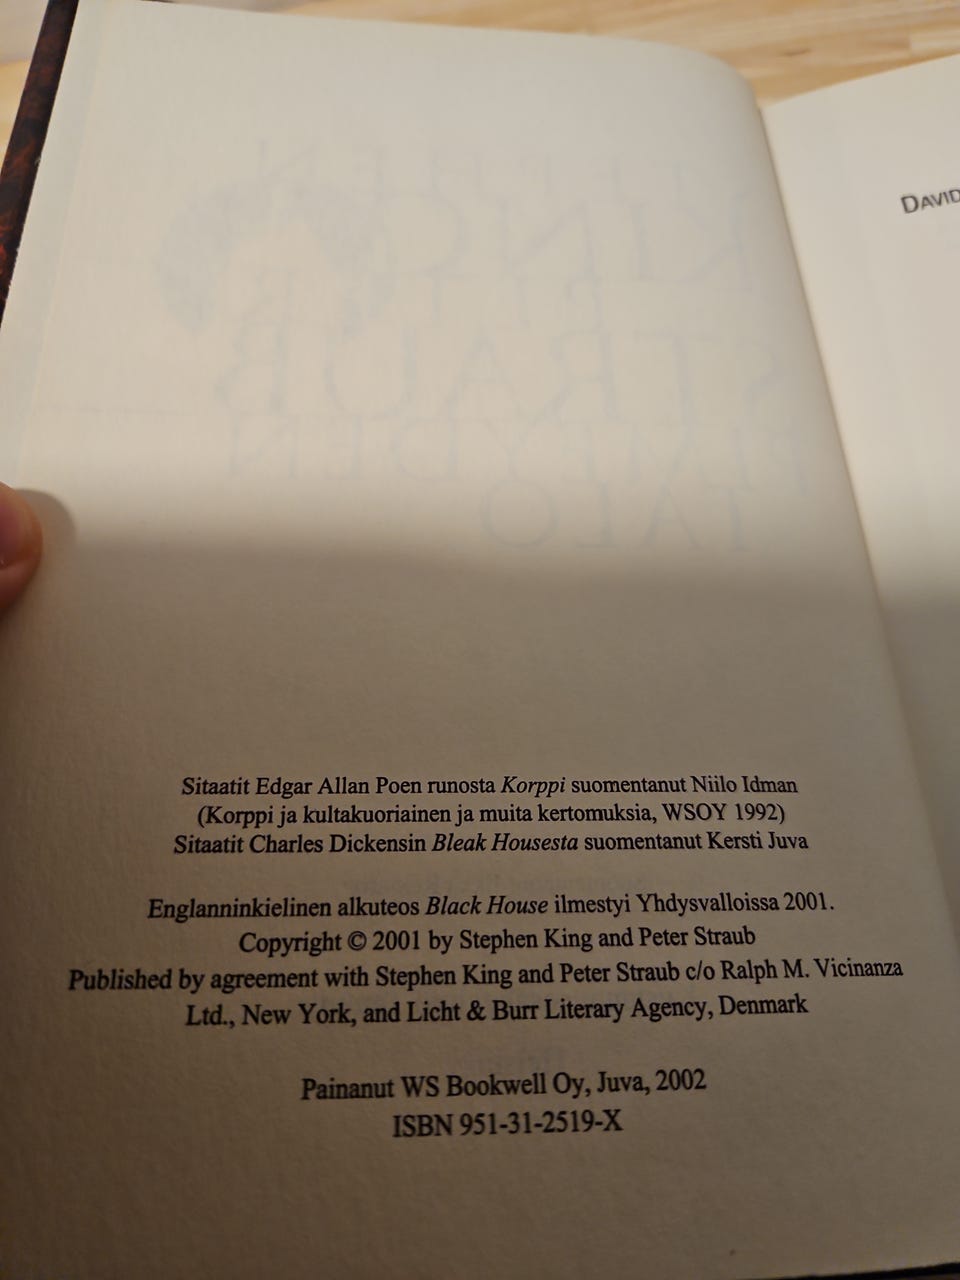 DAVID
Sitaatit Edgar Allan Poen runosta Korppi suomentanut Niilo Idman
(Korppi ja kultakuoriainen ja muita kertomuksia, WSOY 1992)
Sitaatit Charles Dickensin Bleak Housesta suomentanut Kersti Juva
Englanninkielinen alkuteos Black House ilmestyi Yhdysvalloissa 2001.
Copyright © 2001 by Stephen King and Peter Straub
Published by agreement with Stephen King and Peter Straub c/o Ralph M. Vicinanza
Ltd., New York, and Licht & Burr Literary Agency, Denmark
Painanut WS Bookwell Oy, Juva, 2002
ISBN 951-31-2519-X